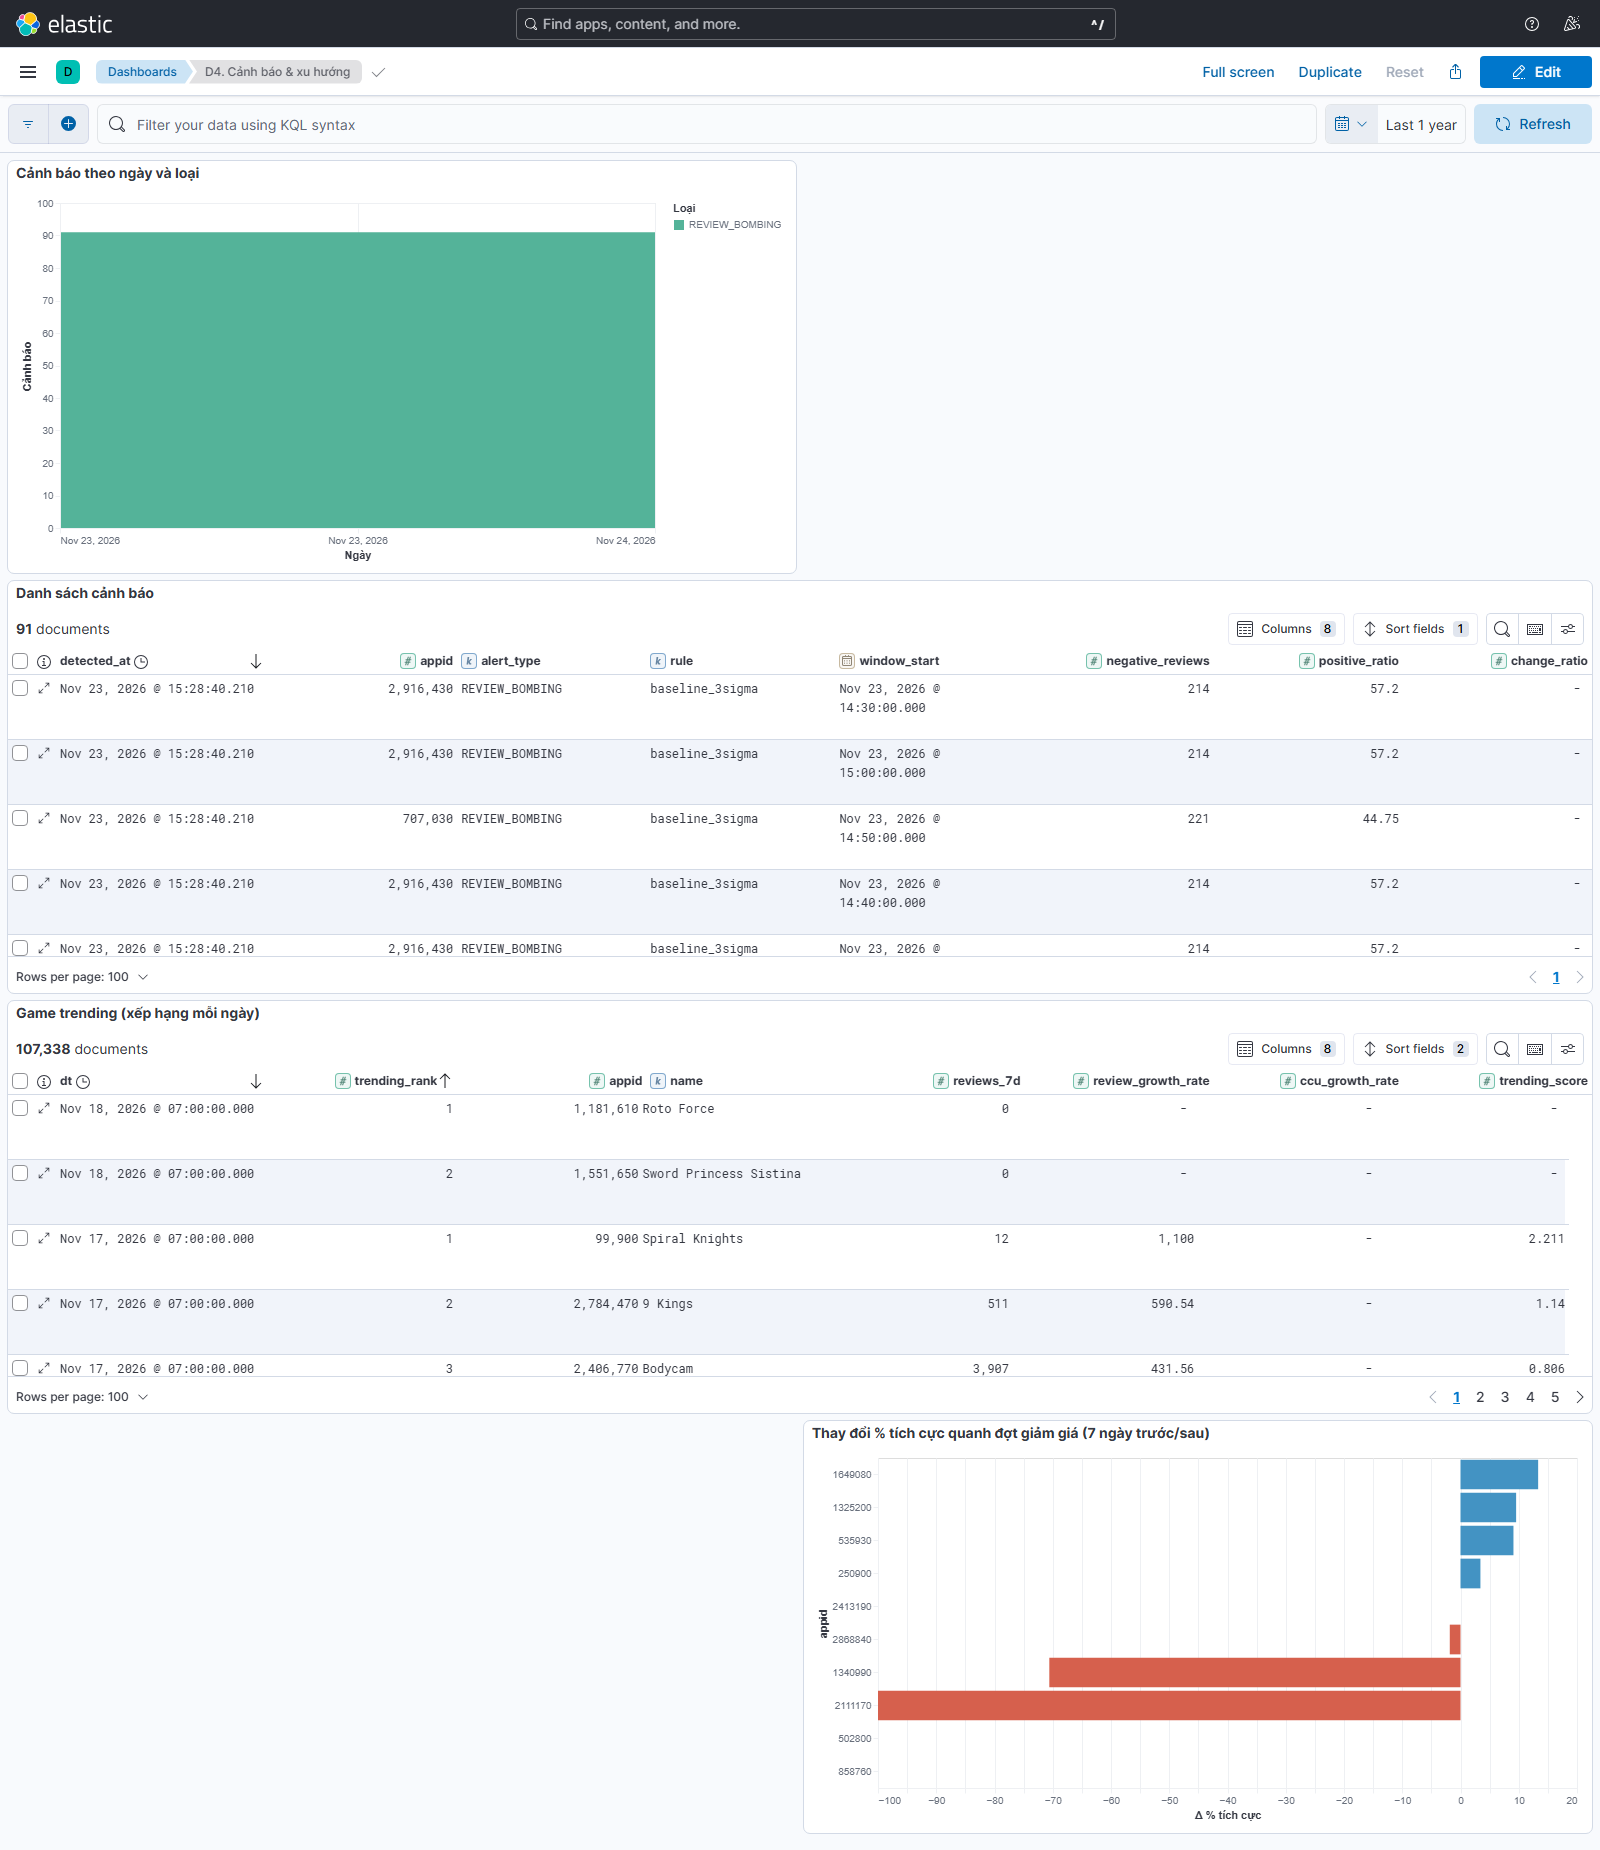 elastic
Find apps, content, and more.
^/
D
Dashboards
D4. Cảnh báo & xu hướng
Full screen
Duplicate
Reset
Edit
Filter your data using KQL syntax
Last 1 year
Refresh
Cảnh báo theo ngày và loại
100
90
80
70
60
50
40
30
20
10
0
Cảnh báo
Nov 23, 2026
Nov 23, 2026
Nov 24, 2026
Ngày
Loại
REVIEW_BOMBING
Danh sách cảnh báo
91 documents
Columns 8
Sort fields 1
detected_at appid alert_type rule window_start negative_reviews positive_ratio change_ratio
Nov 23, 2026 @ 15:28:40.210 2,916,430 REVIEW_BOMBING baseline_3sigma Nov 23, 2026 @ 214 57.2 -
14:30:00.000
Nov 23, 2026 @ 15:28:40.210 2,916,430 REVIEW_BOMBING baseline_3sigma Nov 23, 2026 @ 214 57.2 -
15:00:00.000
Nov 23, 2026 @ 15:28:40.210 707,030 REVIEW_BOMBING baseline_3sigma Nov 23, 2026 @ 221 44.75 -
14:50:00.000
Nov 23, 2026 @ 15:28:40.210 2,916,430 REVIEW_BOMBING baseline_3sigma Nov 23, 2026 @ 214 57.2 -
14:40:00.000
Nov 23, 2026 @ 15:28:40.210 2,916,430 REVIEW_BOMBING baseline_3sigma Nov 23, 2026 @ 214 57.2 -
Rows per page: 100
1
Game trending (xếp hạng mỗi ngày)
107,338 documents
Columns 8
Sort fields 2
dt trending_rank appid name reviews_7d review_growth_rate ccu_growth_rate trending_score
Nov 18, 2026 @ 07:00:00.000 1 1,181,610 Roto Force 0 - - -
Nov 18, 2026 @ 07:00:00.000 2 1,551,650 Sword Princess Sistina 0 - - -
Nov 17, 2026 @ 07:00:00.000 1 99,900 Spiral Knights 12 1,100 - 2.211
Nov 17, 2026 @ 07:00:00.000 2 2,784,470 9 Kings 511 590.54 - 1.14
Nov 17, 2026 @ 07:00:00.000 3 2,406,770 Bodycam 3,907 431.56 - 0.806
Rows per page: 100
1 2 3 4 5
Thay đổi % tích cực quanh đợt giảm giá (7 ngày trước/sau)
appid
1649080
1325200
535930
250900
2413190
2868840
1340990
2111170
502800
858760
−100 −90 −80 −70 −60 −50 −40 −30 −20 −10 0 10 20
Δ % tích cực